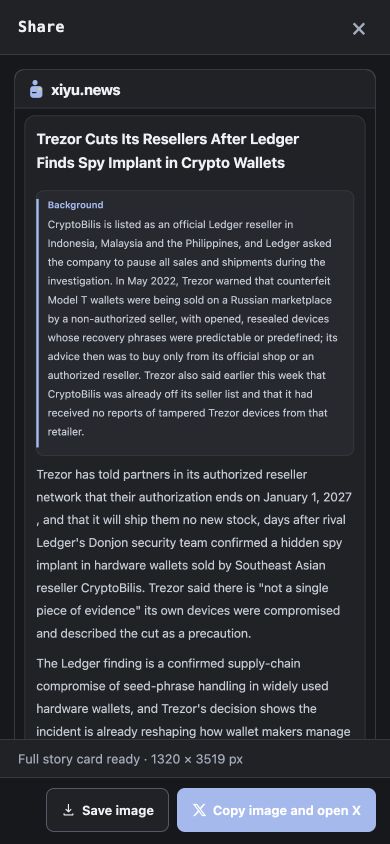 Share
xiyu.news
Trezor Cuts Its Resellers After Ledger
Finds Spy Implant in Crypto Wallets
Background
CryptoBilis is listed as an official Ledger reseller in
Indonesia, Malaysia and the Philippines, and Ledger asked
the company to pause all sales and shipments during the
investigation. In May 2022, Trezor warned that counterfeit
Model T wallets were being sold on a Russian marketplace
by a non-authorized seller, with opened, resealed devices
whose recovery phrases were predictable or predefined; its
advice then was to buy only from its official shop or an
authorized reseller. Trezor also said earlier this week that
CryptoBilis was already off its seller list and that it had
received no reports of tampered Trezor devices from that
retailer.
Trezor has told partners in its authorized reseller
network that their authorization ends on January 1, 2027
, and that it will ship them no new stock, days after rival
Ledger's Donjon security team confirmed a hidden spy
implant in hardware wallets sold by Southeast Asian
reseller CryptoBilis. Trezor said there is "not a single
piece of evidence" its own devices were compromised
and described the cut as a precaution.
The Ledger finding is a confirmed supply-chain
compromise of seed-phrase handling in widely used
hardware wallets, and Trezor's decision shows the
incident is already reshaping how wallet makers manage
Full story card ready · 1320 × 3519 px
Save image
Copy image and open X